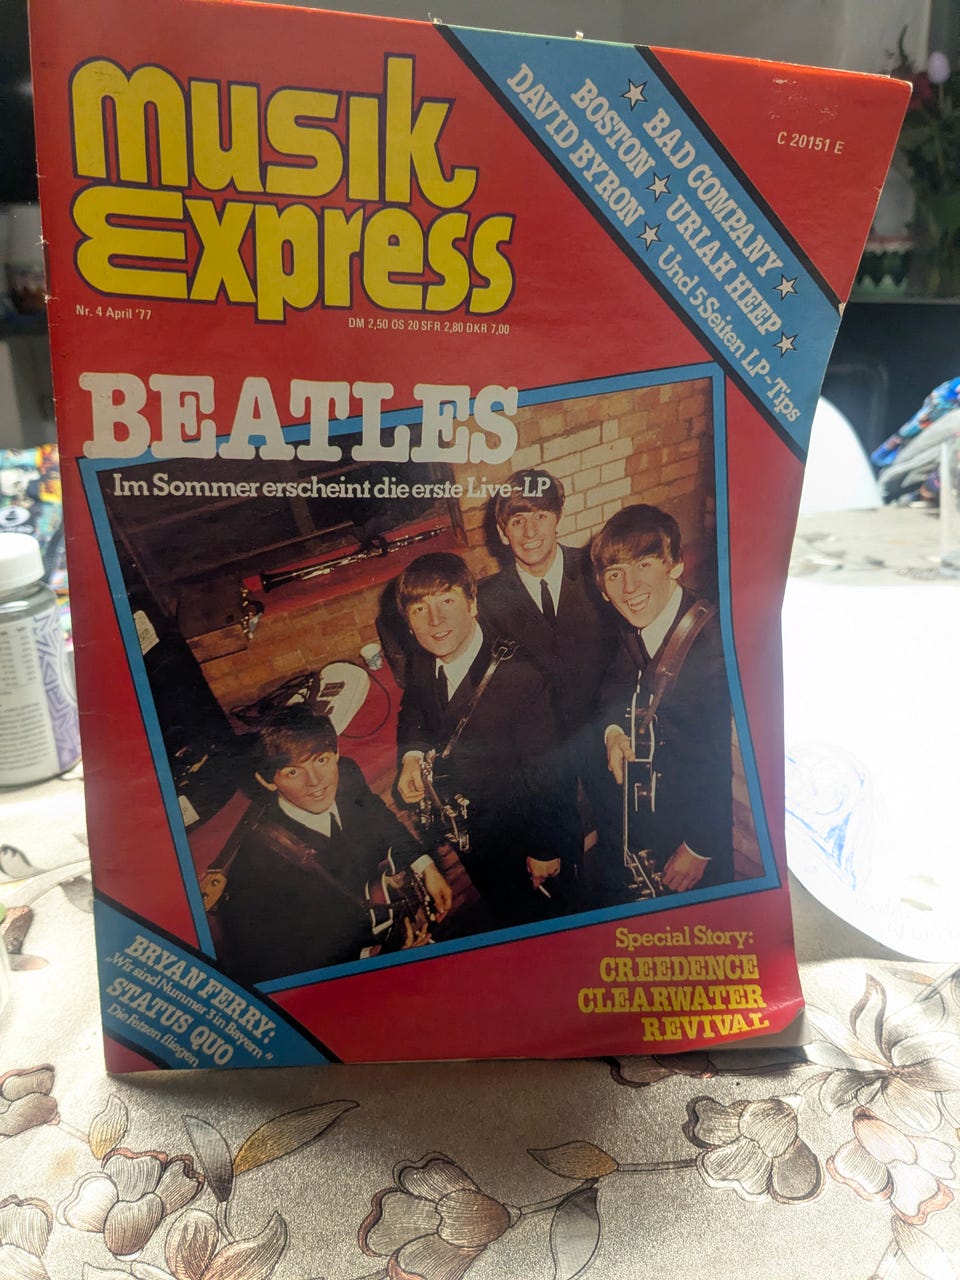 musik
Express
Nr. 4 April '77
DM 2,50 ÖS 20 SFR 2,80 DKR 7,00
C 20151 E
BAD COMPANY ☆
BOSTON ☆ URIAH HEEP ☆
DAVID BYRON ☆ Und 5 Seiten LP-Tips
BEATLES
Im Sommer erscheint die erste Live-LP
BRYAN FERRY:
„Wir sind Nummer 3 in Bayern"
STATUS QUO
Die Fetzen fliegen
Special Story:
CREEDENCE
CLEARWATER
REVIVAL